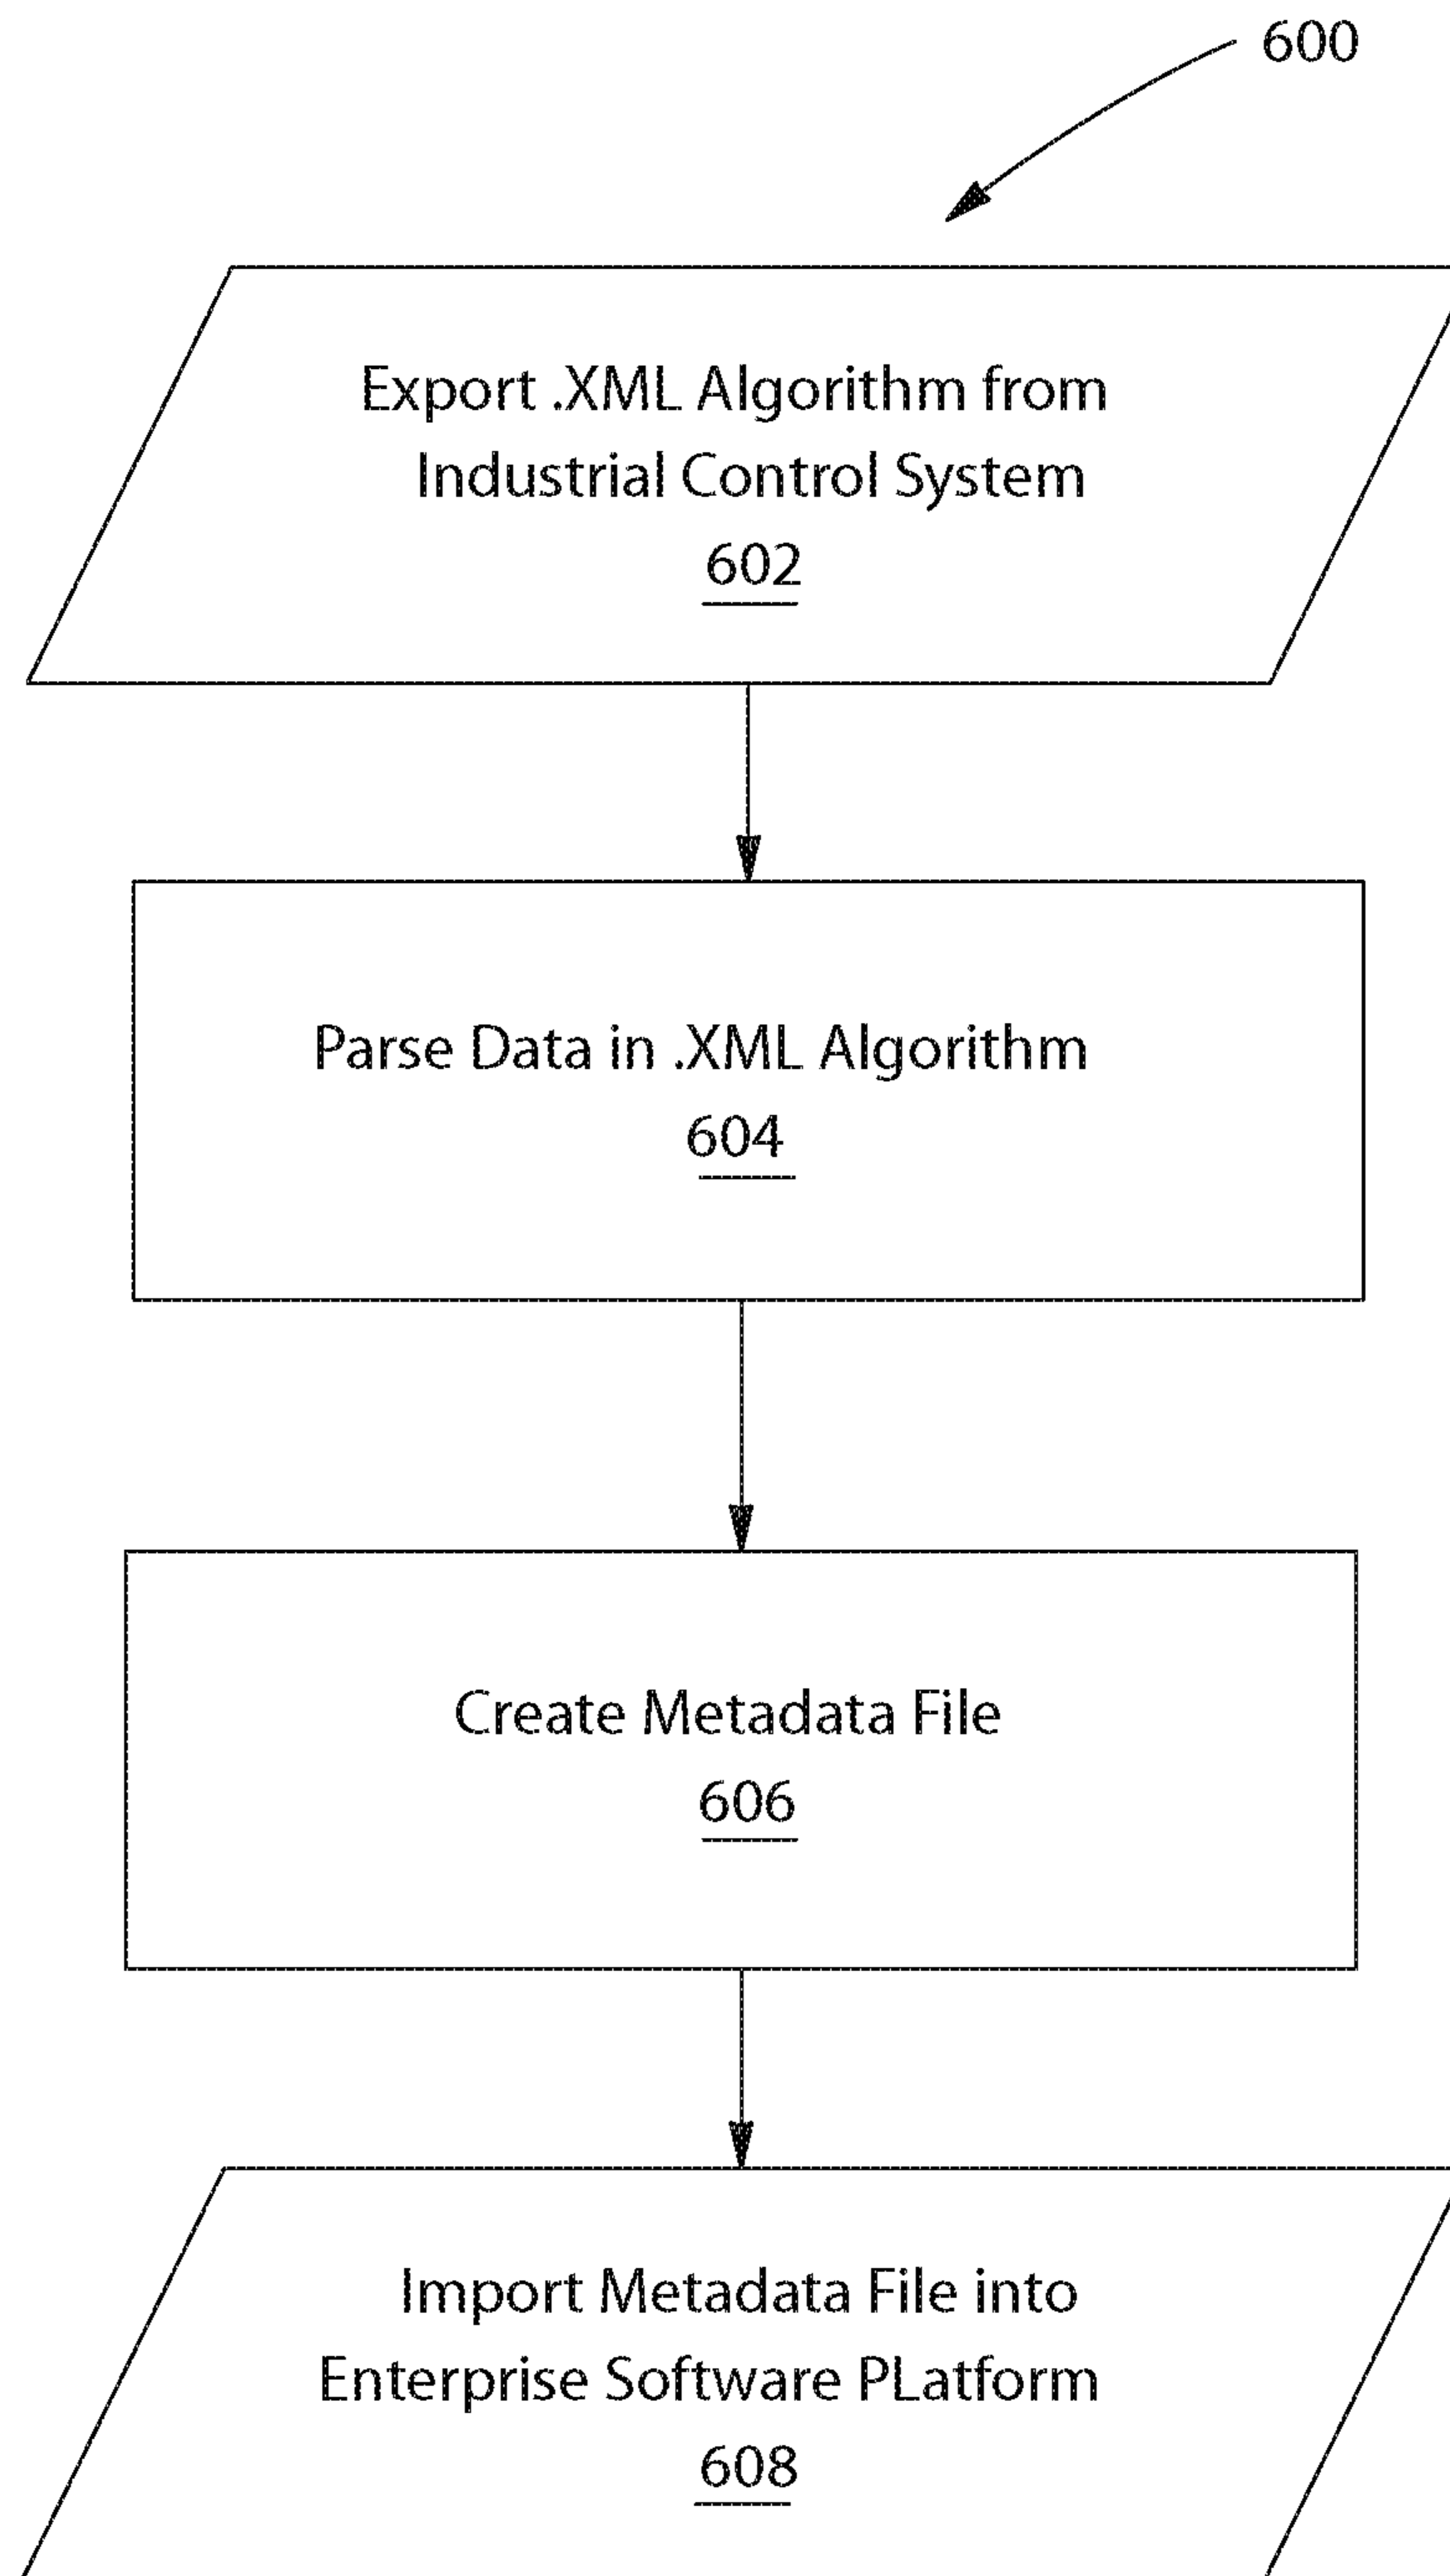 600
Export .XML Algorithm from
Industrial Control System
602
Parse Data in .XML Algorithm
604
Create Metadata File
606
Import Metadata File into
Enterprise Software PLatform
608